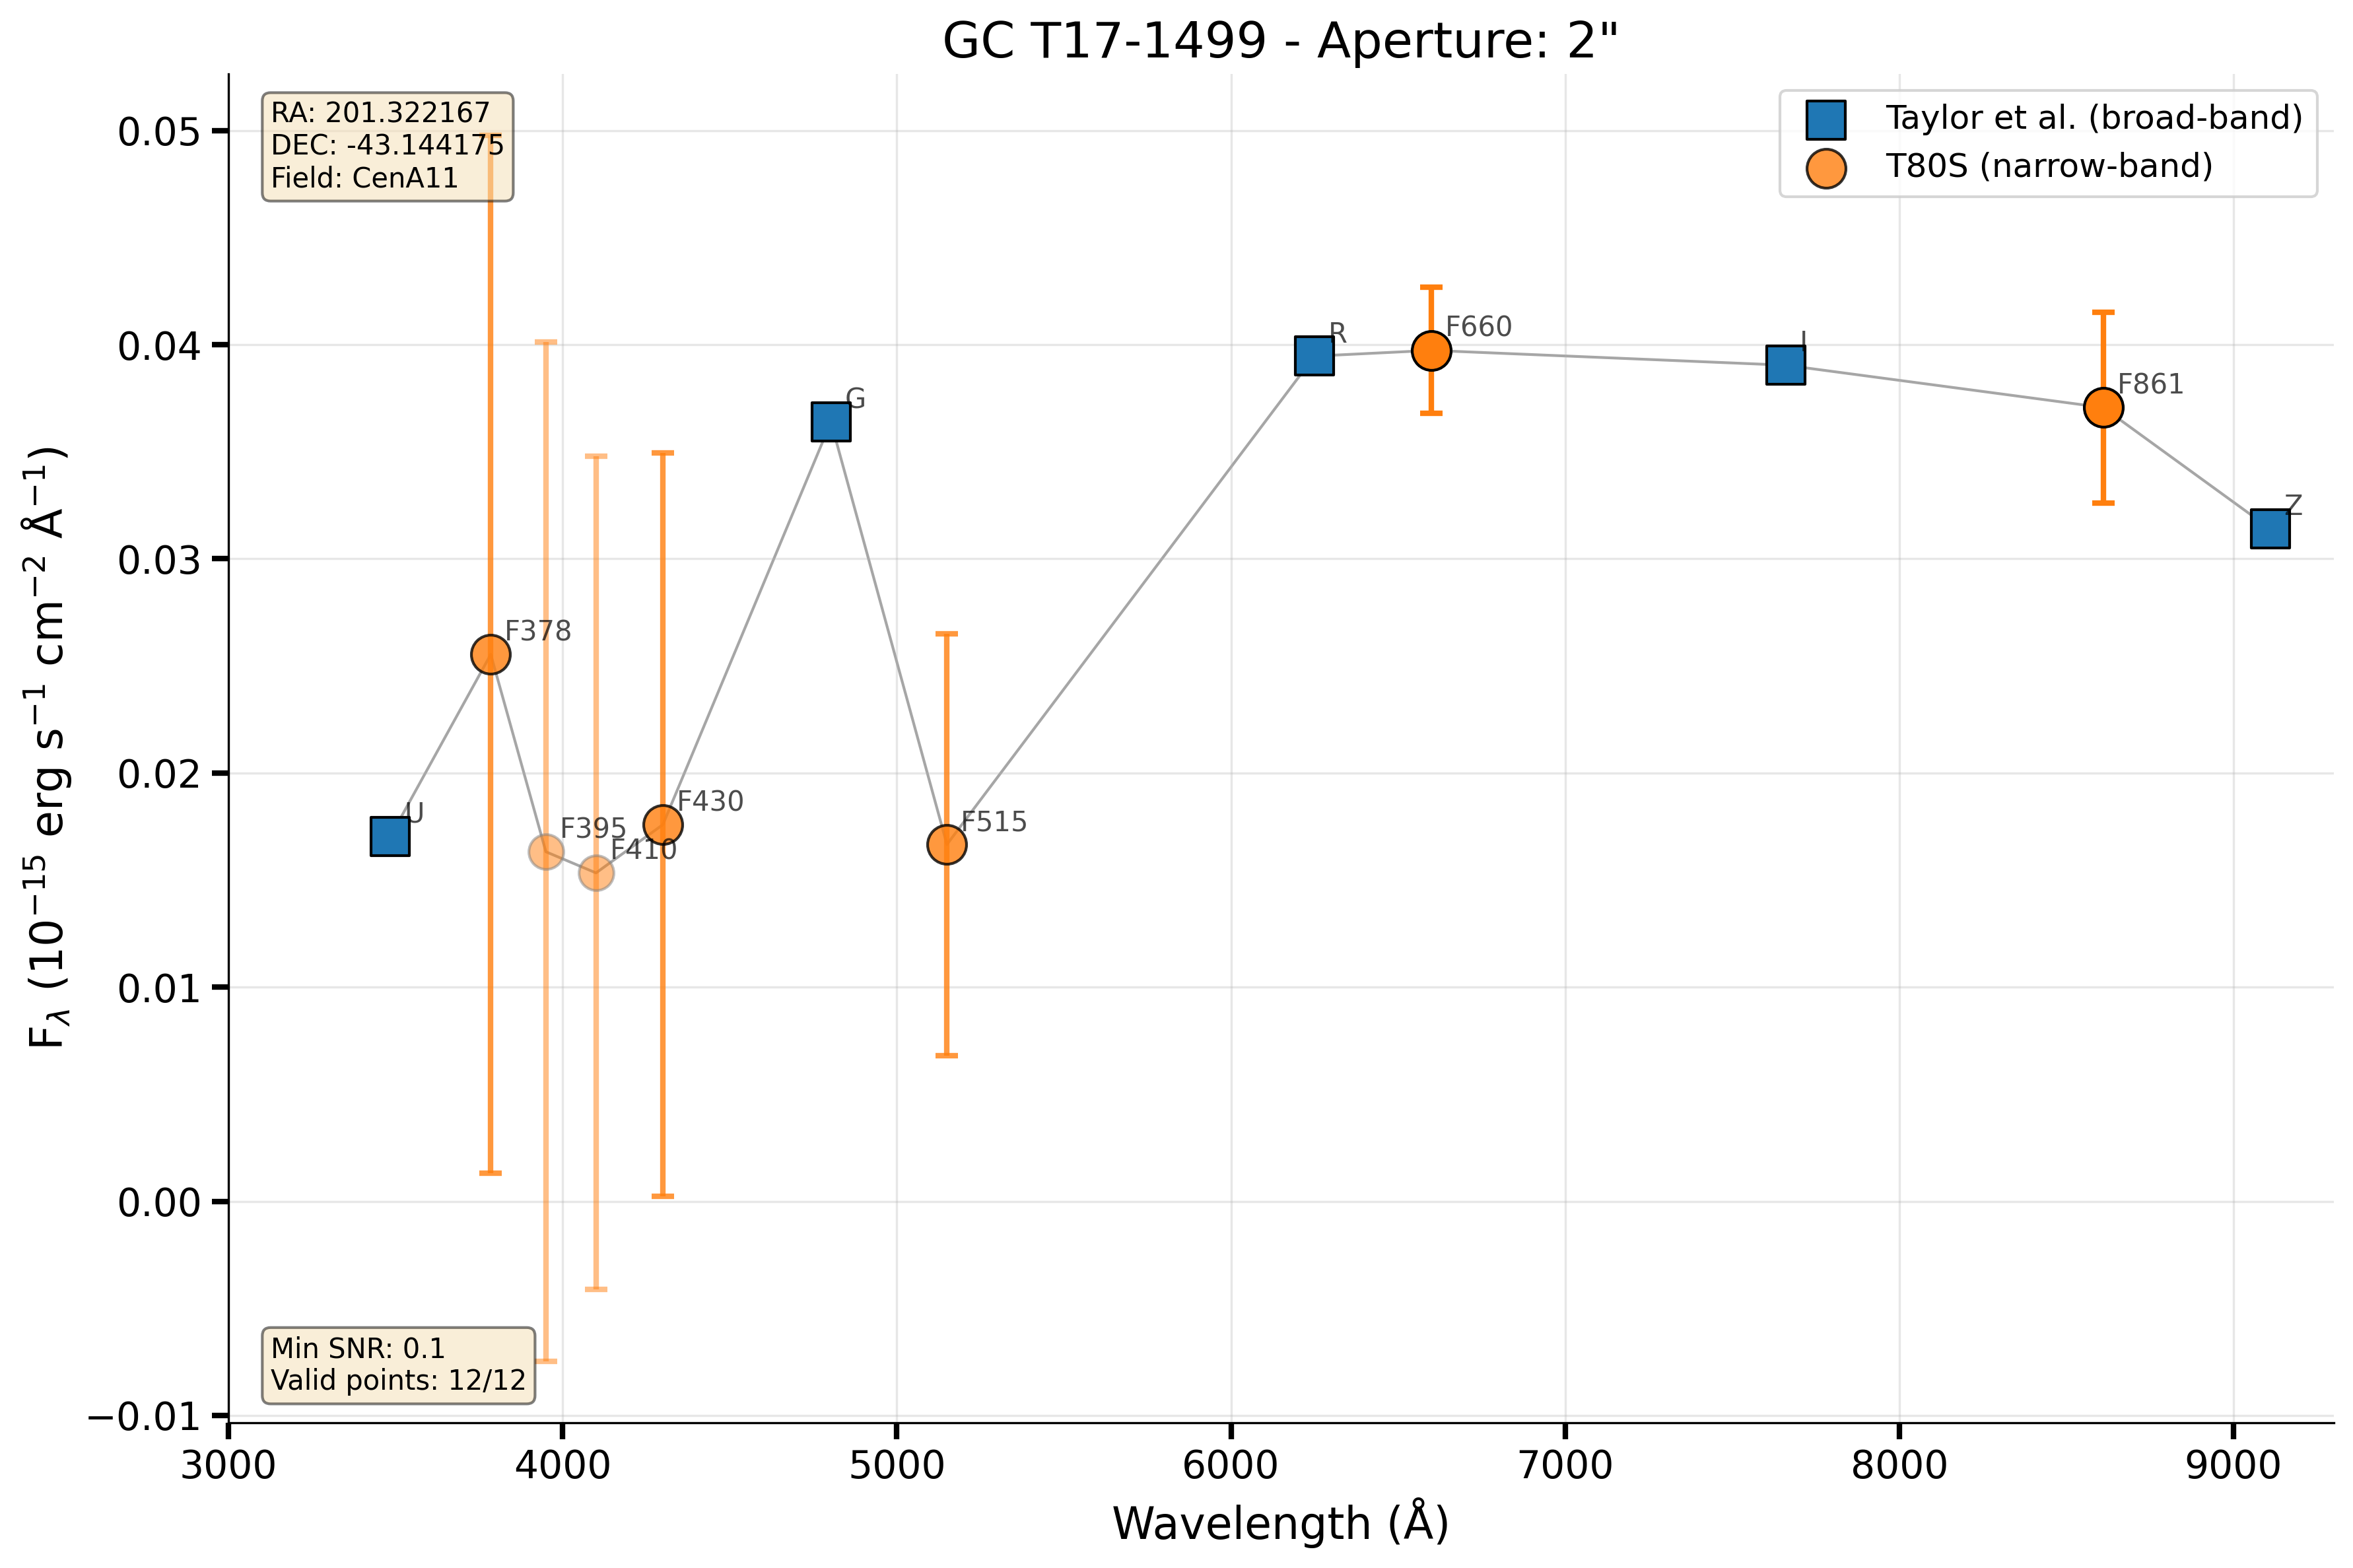 GC T17-1499 - Aperture: 2"
RA: 201.322167
DEC: -43.144175
Field: CenA11
Taylor et al. (broad-band)
T80S (narrow-band)
0.05
0.04
0.03
0.02
0.01
0.00
−0.01
F_λ (10⁻¹⁵ erg s⁻¹ cm⁻² Å⁻¹)
U
F378
F395
F410
F430
G
F515
R
F660
I
F861
Z
Min SNR: 0.1
Valid points: 12/12
3000 4000 5000 6000 7000 8000 9000
Wavelength (Å)